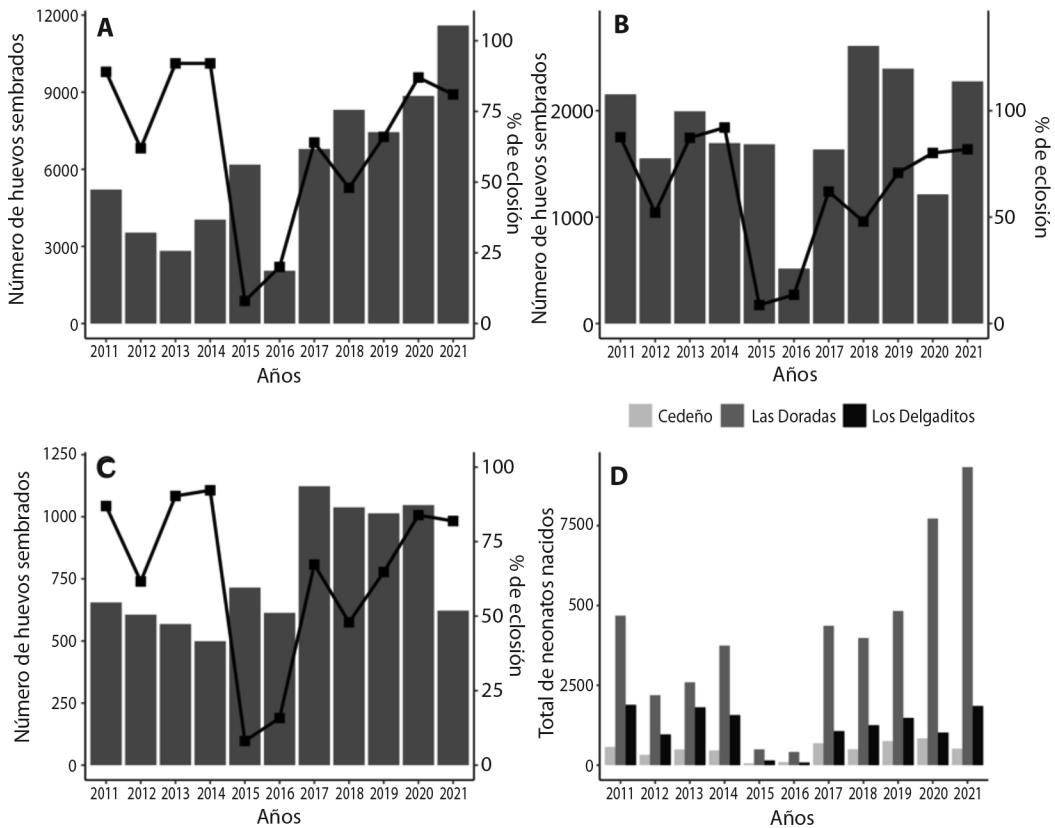 A
Número de huevos sembrados
12000
9000
6000
3000
0
100
75
50
25
0
% de eclosión
2011 2012 2013 2014 2015 2016 2017 2018 2019 2020 2021
Años
B
Número de huevos sembrados
2000
1000
0
100
50
0
% de eclosión
2011 2012 2013 2014 2015 2016 2017 2018 2019 2020 2021
Años
Cedeño Las Doradas Los Delgaditos
C
Número de huevos sembrados
1250
1000
750
500
250
0
100
75
50
25
0
% de eclosión
2011 2012 2013 2014 2015 2016 2017 2018 2019 2020 2021
Años
D
Total de neonatos nacidos
7500
500
2500
0
2011 2012 2013 2014 2015 2016 2017 2018 2019 2020 2021
Años